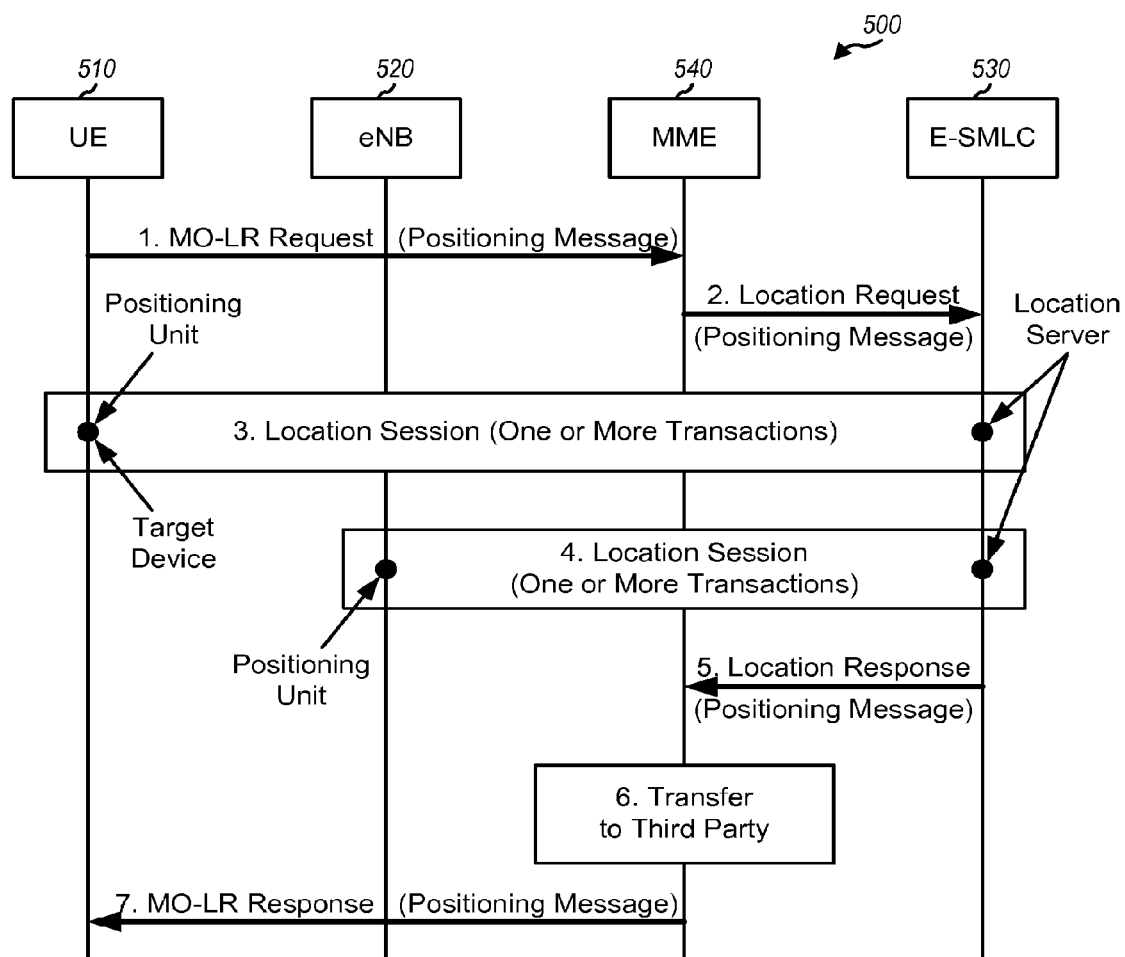 500
510
520
540
530
UE
eNB
MME
E-SMLC
1. MO-LR Request (Positioning Message)
2. Location Request
(Positioning Message)
Positioning
Unit
Location
Server
3. Location Session (One or More Transactions)
Target
Device
4. Location Session
(One or More Transactions)
Positioning
Unit
5. Location Response
(Positioning Message)
6. Transfer
to Third Party
7. MO-LR Response (Positioning Message)